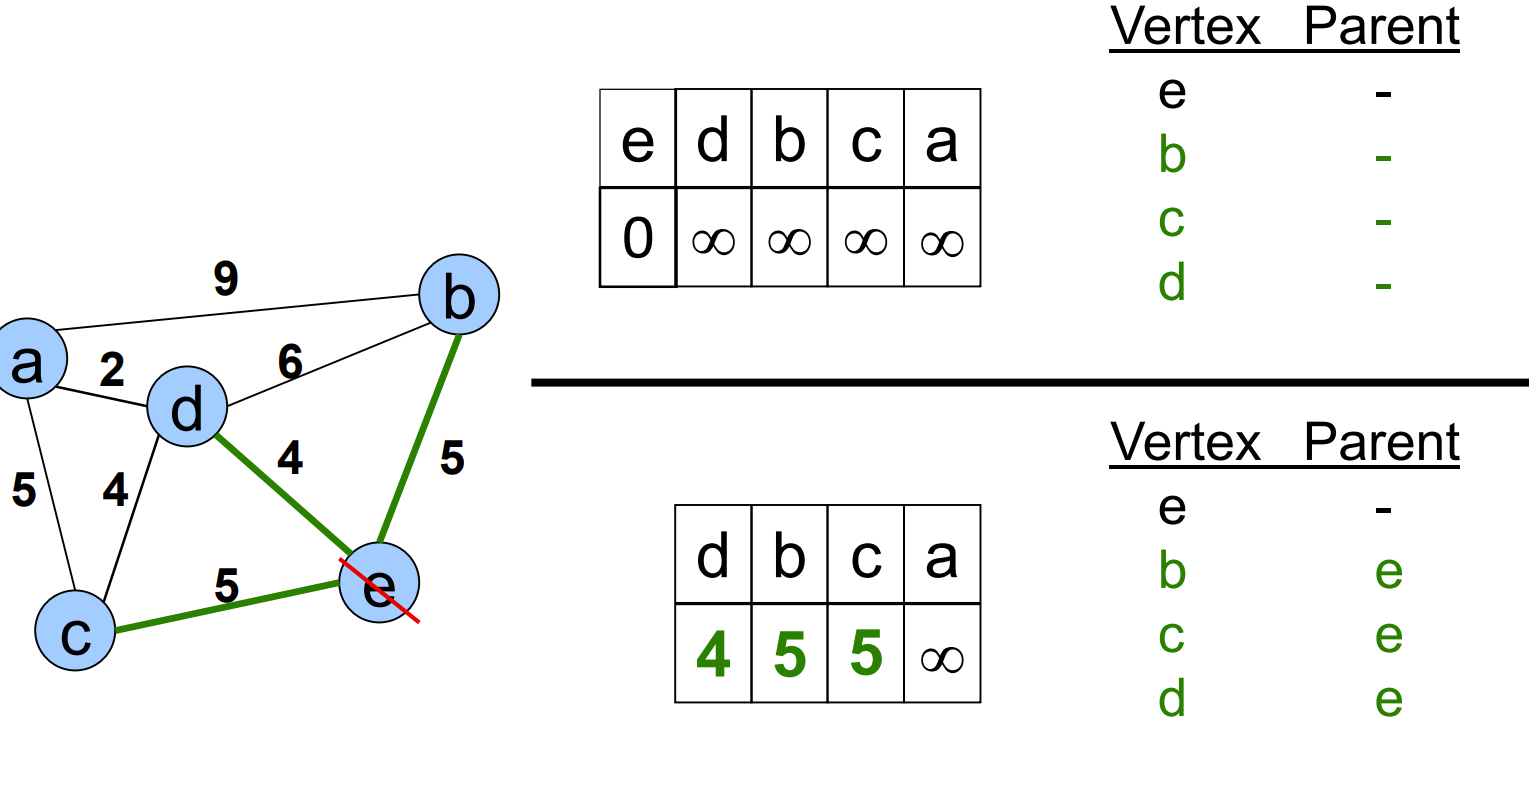 Vertex Parent
e -
b -
c -
d -
e d b c a
0 ∞ ∞ ∞ ∞
9
b
a
2
6
d
4
5
5
4
5
e
c
Vertex Parent
e -
b e
c e
d e
d b c a
4 5 5 ∞